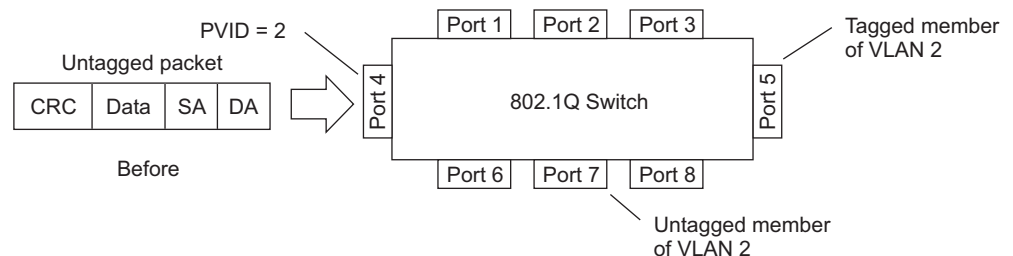 Port 1 Port 2 Port 3
PVID = 2
Tagged member
of VLAN 2
Untagged packet
CRC Data SA DA
Port 4
802.1Q Switch
Port 5
Before
Port 6 Port 7 Port 8
Untagged member
of VLAN 2